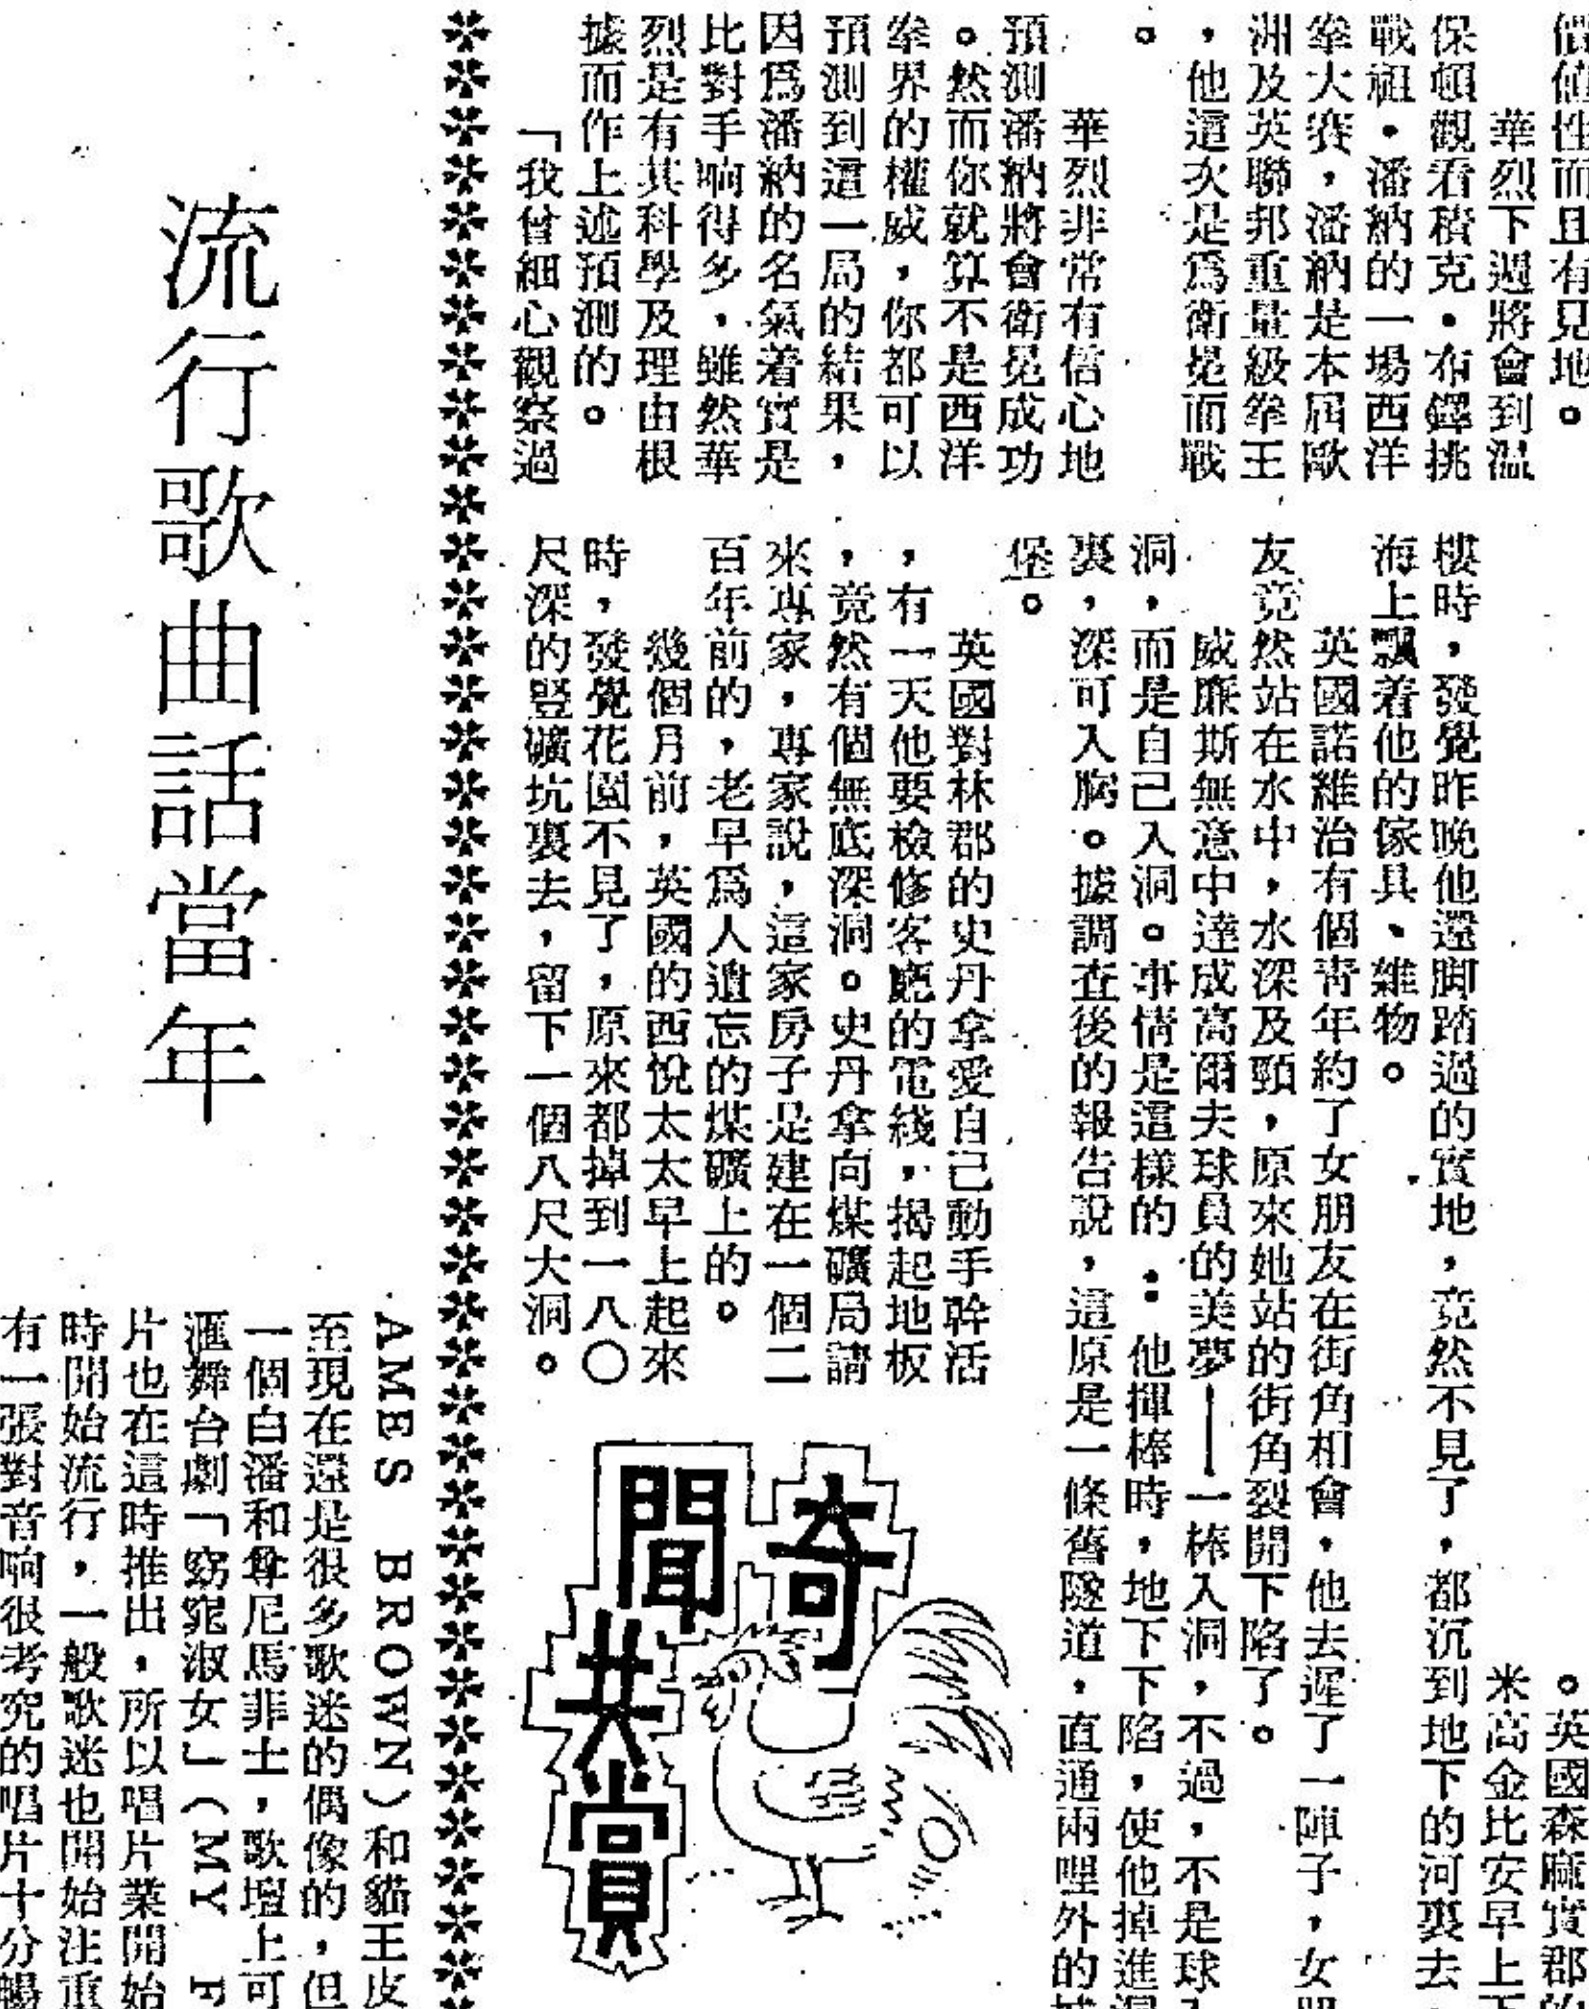 價値性而且有見地。
華烈下週將會到溫
保頓觀看積克・布鐸挑
戰祖・潘納的一場西洋
拳大賽,潘納是本屆歐
洲及英聯邦重量級拳王
,他這次是爲衛冕而戰
。
華烈非常有信心地
預測潘納將會衛冕成功
。然而你就算不是西洋
拳界的權威,你都可以
預測到這一局的結果,
因爲潘納的名氣着實是
比對手响得多,雖然華
烈是有其科學及理由根
據而作上述預測的。
「我曾細心觀察過
。英國森麻實郡的
米高金比安早上下
樓時,發覺昨晚他還脚踏過的實地,竟然不見了,都沉到地下的河裏去,
海上飄着他的傢具、雜物。
英國諾維治有個靑年約了女朋友在街角相會,他去遲了一陣子,女朋
友竟然站在水中,水深及頸,原來她站的街角裂開下陷了。
威廉斯無意中達成高爾夫球員的美夢——一棒入洞,不過,不是球入
洞,而是自己入洞。事情是這樣的:他揮棒時,地下下陷,使他掉進洞
裏,深可入胸。據調查後的報告說,這原是一條舊隧道,直通兩哩外的城
堡。
英國對林郡的史丹拿愛自己動手幹活
,有一天他要檢修客廳的電綫,揭起地板
,竟然有個無底深洞。史丹拿向煤礦局請
來專家,專家說,這家房子是建在一個二
百年前的,老早爲人遺忘的煤礦上的。
幾個月前,英國的西悅太太早上起來
時,發覺花園不見了,原來都掉到一八〇
尺深的豎礦坑裏去,留下一個八尺大洞。
奇聞共賞
流行歌曲話當年
AMES BROWN)和貓王皮
至現在還是很多歌迷的偶像的,但
一個白潘和尊尼馬非士,歌壇上可
滙舞台劇「窈窕淑女」(MY F
片也在這時推出,所以唱片業開始
時開始流行,一般歌迷也開始注重
有一張對音响很考究的唱片十分暢